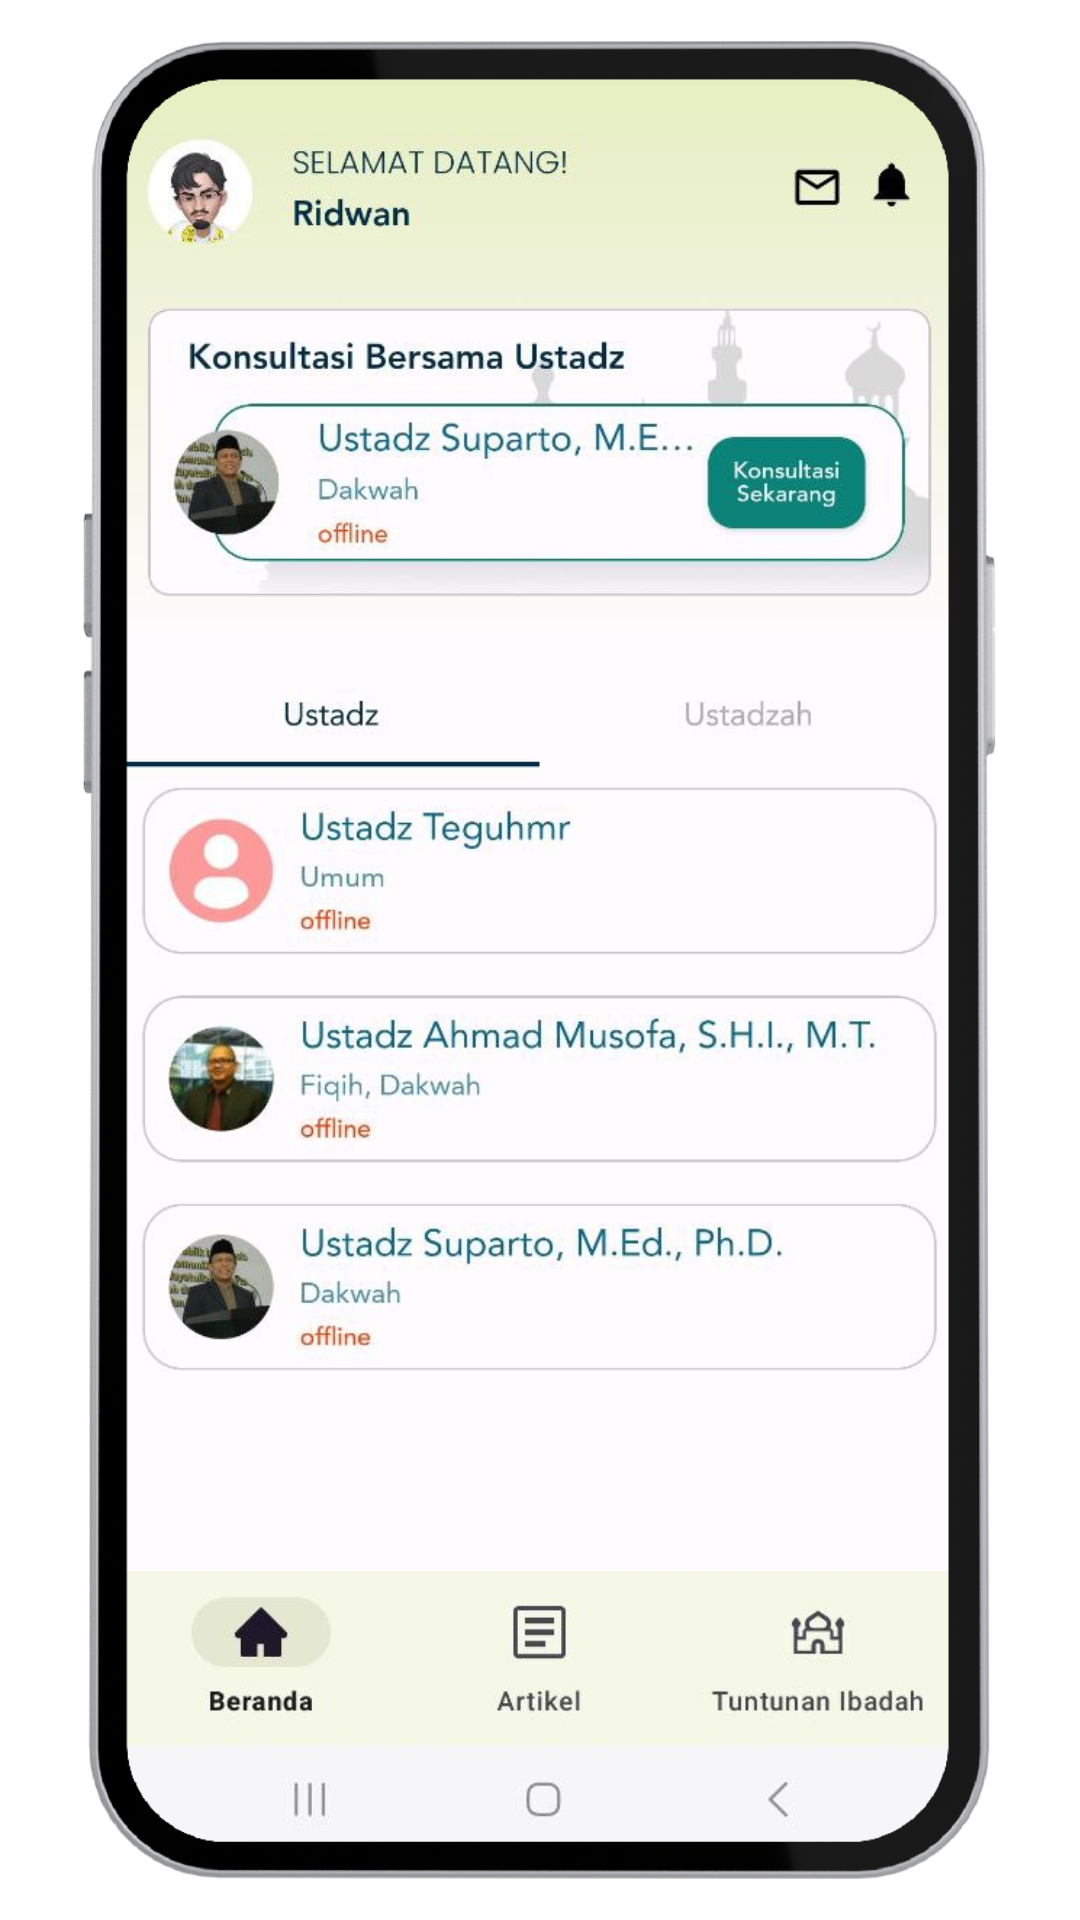 SELAMAT DATANG!
Ridwan
Konsultasi Bersama Ustadz
Ustadz Suparto, M.E...
Dakwah
offline
Konsultasi
Sekarang
Ustadz
Ustadzah
Ustadz Teguhmr
Umum
offline
Ustadz Ahmad Musofa, S.H.I., M.T.
Fiqih, Dakwah
offline
Ustadz Suparto, M.Ed., Ph.D.
Dakwah
offline
Beranda
Artikel
Tuntunan Ibadah